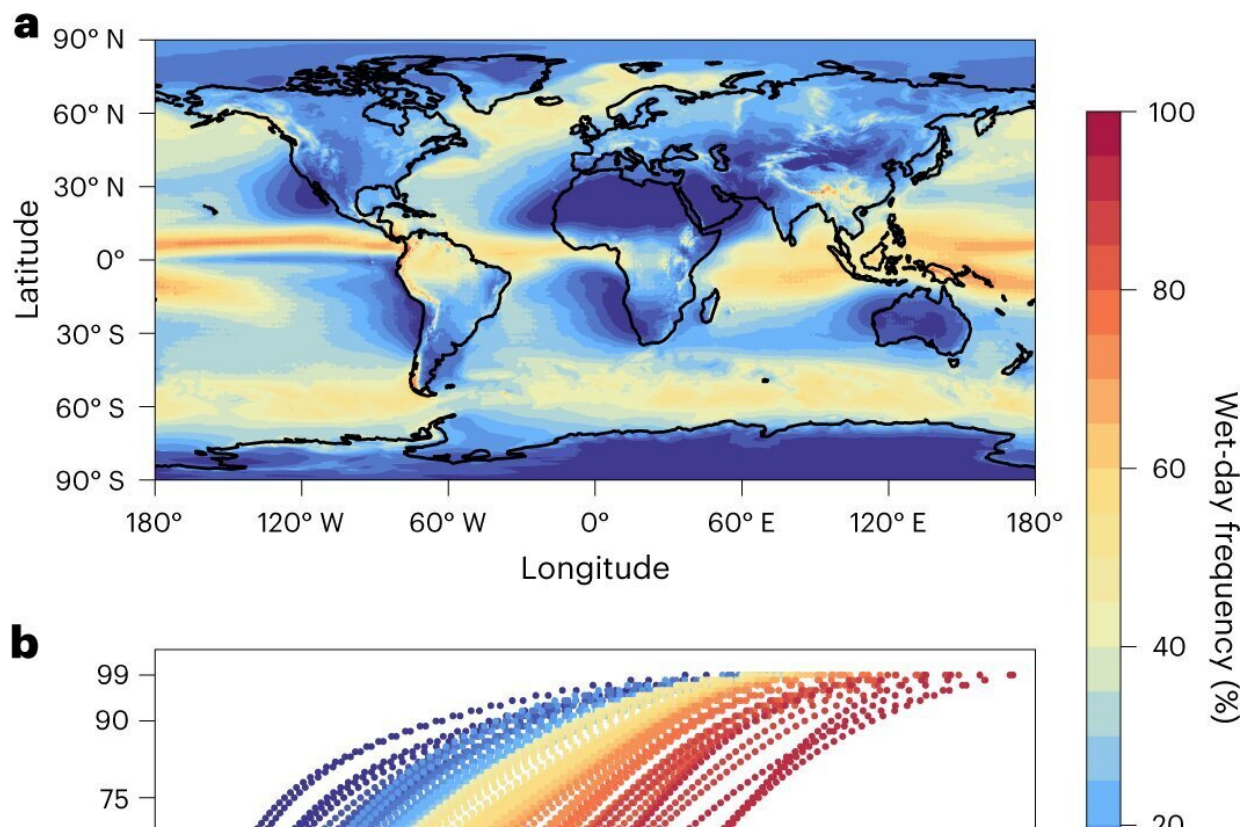 a
90° N
60° N
30° N
0°
30° S
60° S
90° S
Latitude
180° 120° W 60° W 0° 60° E 120° E 180°
Longitude
100
80
60
40
20
Wet-day frequency (%)
b
99
90
75